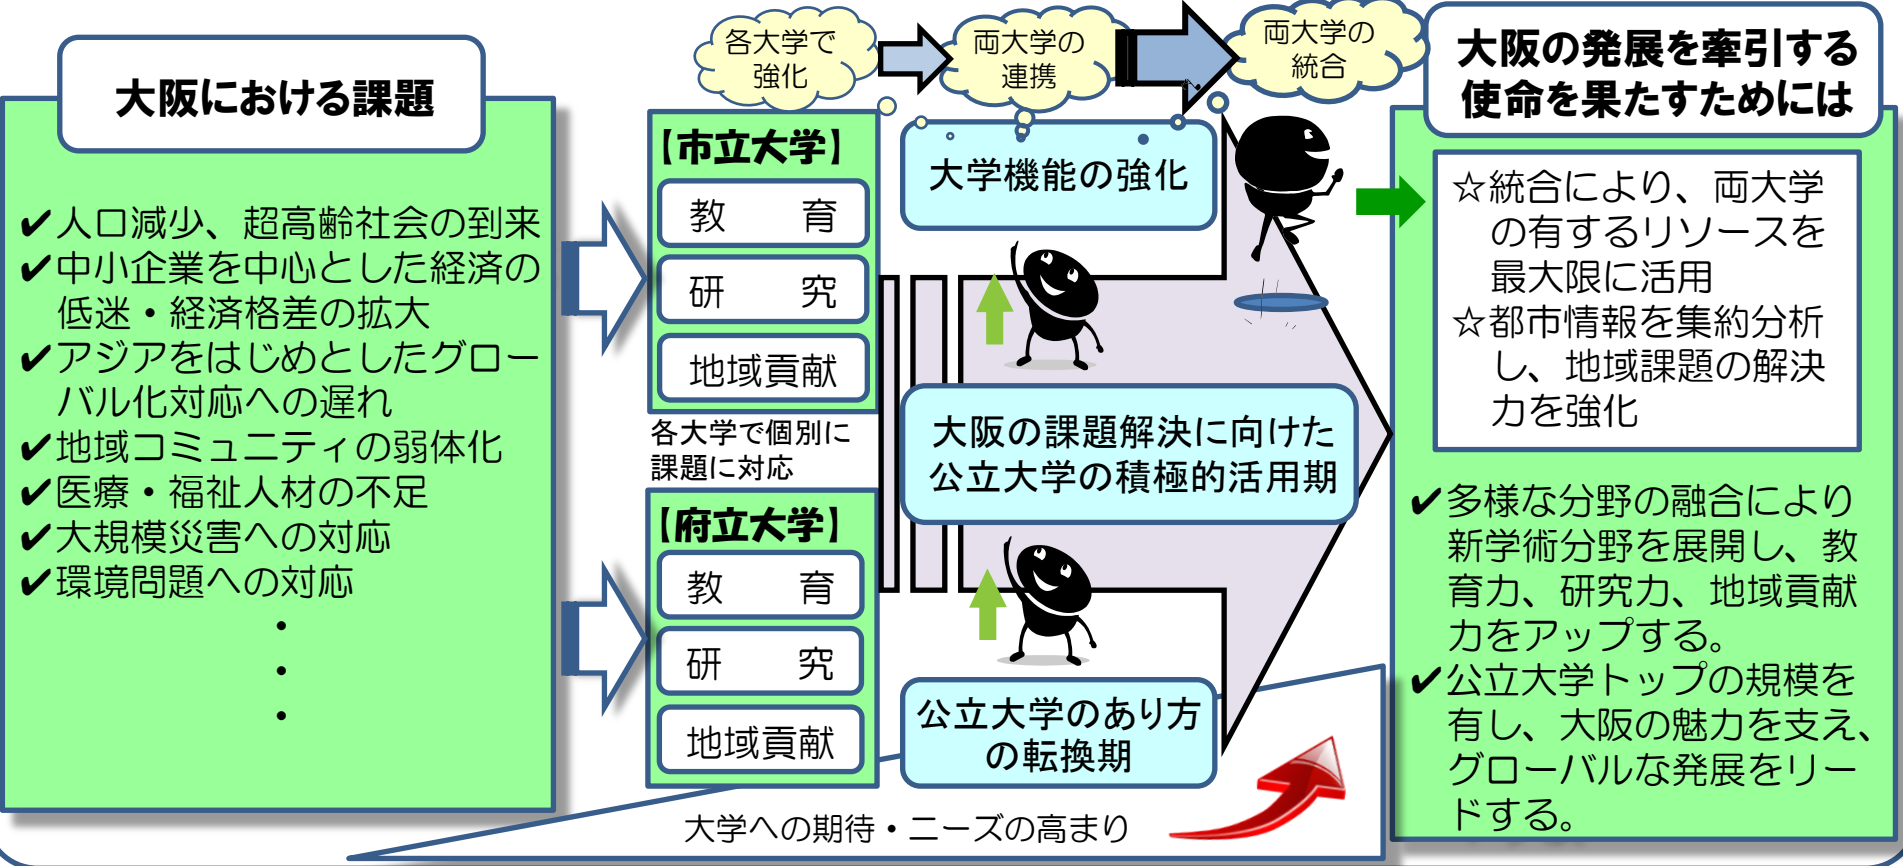 各大学で
強化
両大学の
連携
両大学の
統合
大阪における課題
✔人口減少、超高齢社会の到来
✔中小企業を中心とした経済の
低迷・経済格差の拡大
✔アジアをはじめとしたグロー
バル化対応への遅れ
✔地域コミュニティの弱体化
✔医療・福祉人材の不足
✔大規模災害への対応
✔環境問題への対応
・
・
・
【市立大学】
教　育
研　究
地域貢献
各大学で個別に
課題に対応
【府立大学】
教　育
研　究
地域貢献
大学機能の強化
大阪の課題解決に向けた
公立大学の積極的活用期
公立大学のあり方
の転換期
大学への期待・ニーズの高まり
大阪の発展を牽引する
使命を果たすためには
☆統合により、両大学
の有するリソースを
最大限に活用
☆都市情報を集約分析
し、地域課題の解決
力を強化
✔多様な分野の融合により
新学術分野を展開し、教
育力、研究力、地域貢献
力をアップする。
✔公立大学トップの規模を
有し、大阪の魅力を支え、
グローバルな発展をリー
ドする。